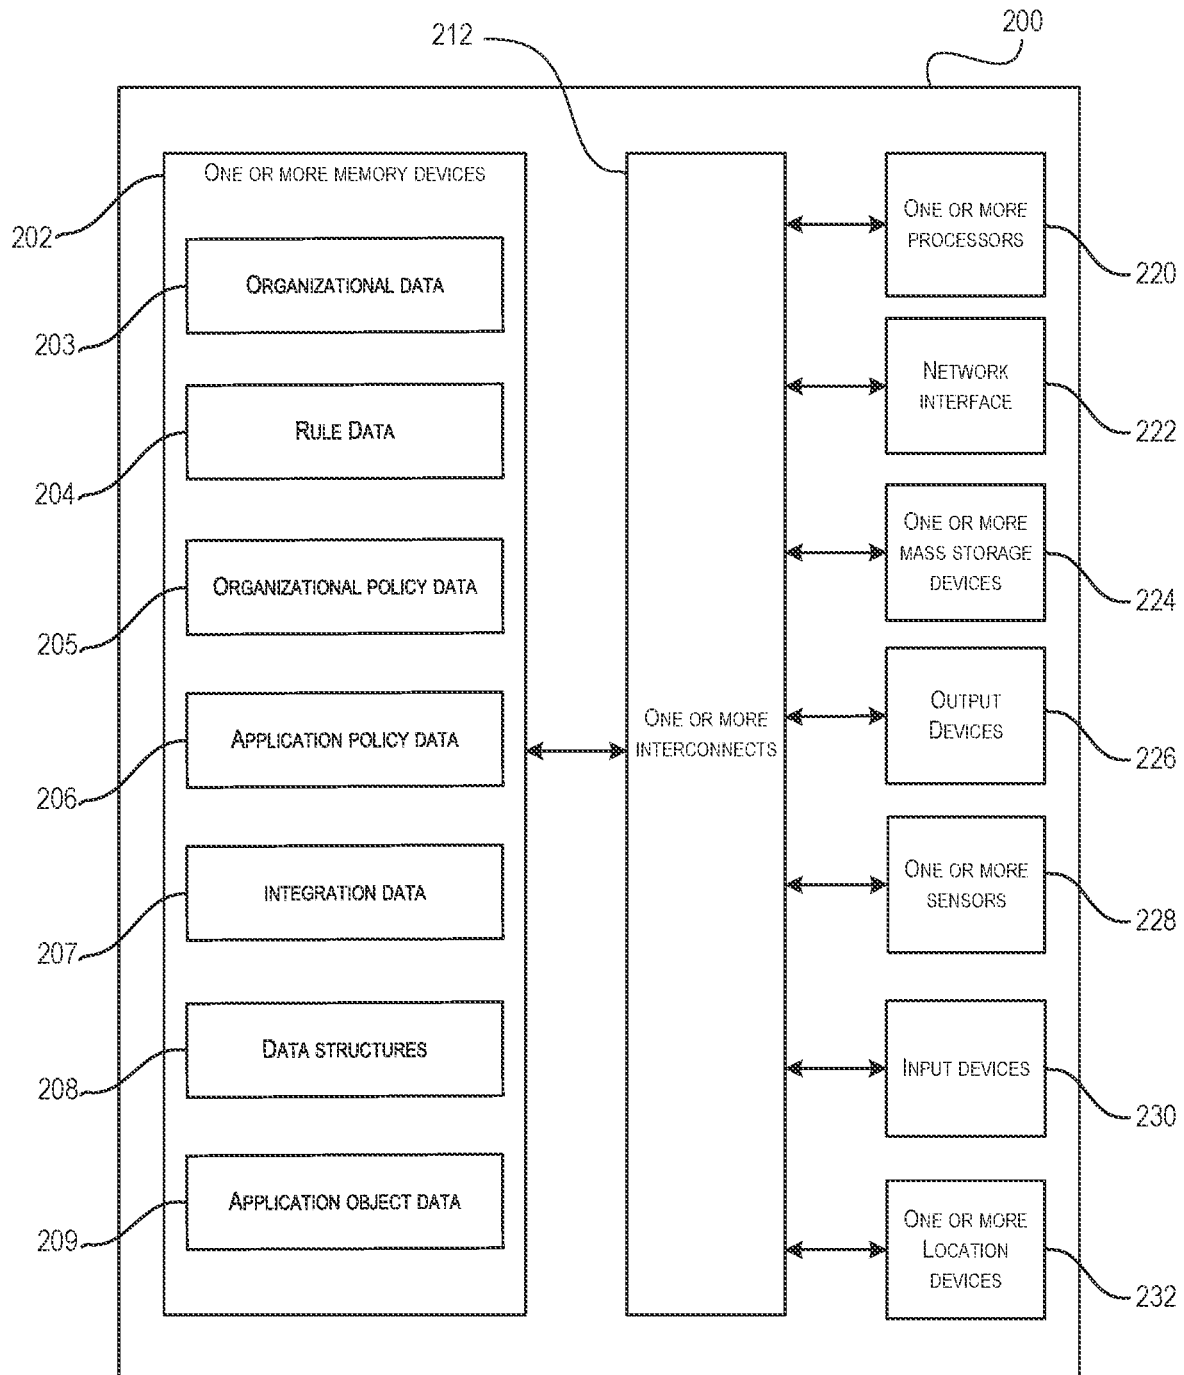 212
200
ONE OR MORE MEMORY DEVICES
202
ORGANIZATIONAL DATA
203
RULE DATA
204
ORGANIZATIONAL POLICY DATA
205
APPLICATION POLICY DATA
206
INTEGRATION DATA
207
DATA STRUCTURES
208
APPLICATION OBJECT DATA
209
ONE OR MORE
INTERCONNECTS
ONE OR MORE
PROCESSORS
220
NETWORK
INTERFACE
222
ONE OR MORE
MASS STORAGE
DEVICES
224
OUTPUT
DEVICES
226
ONE OR MORE
SENSORS
228
INPUT DEVICES
230
ONE OR MORE
LOCATION
DEVICES
232